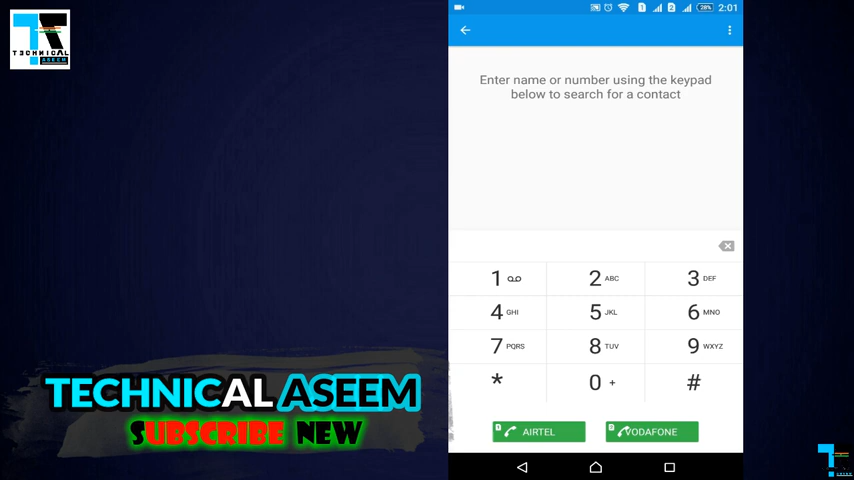 TECHNICAL
ASEEM
28%
2:01
Enter name or number using the keypad
below to search for a contact
1
2 ABC
3 DEF
4 GHI
5 JKL
6 MNO
7 PQRS
8 TUV
9 WXYZ
*
0 +
#
1 AIRTEL
2 VODAFONE
TECHNICAL ASEEM
SUBSCRIBE NEW